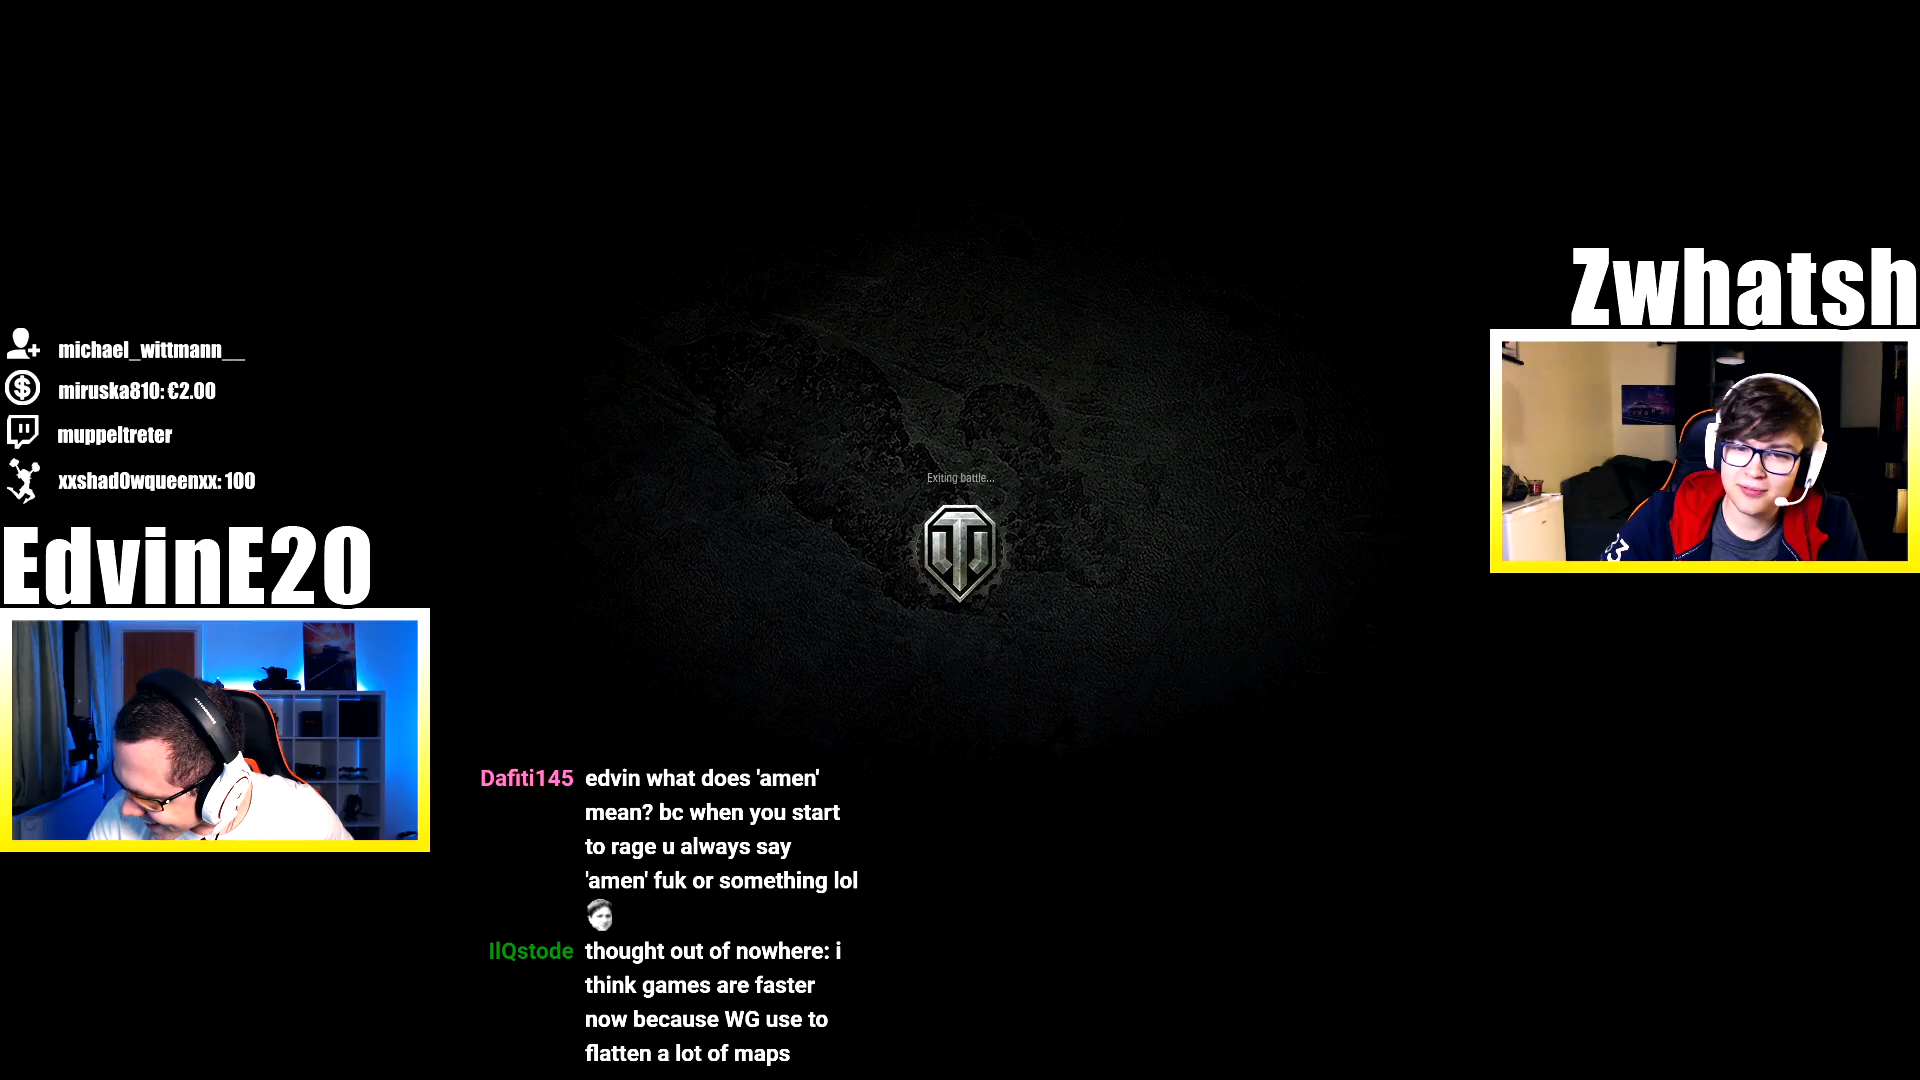 Zwhatsh
michael_wittmann__
miruska810: €2.00
muppeltreter
xxshad0wqueenxx: 100
Exiting battle...
EdvinE20
Dafiti145 edvin what does 'amen'
mean? bc when you start
to rage u always say
'amen' fuk or something lol
IlQstode thought out of nowhere: i
think games are faster
now because WG use to
flatten a lot of maps